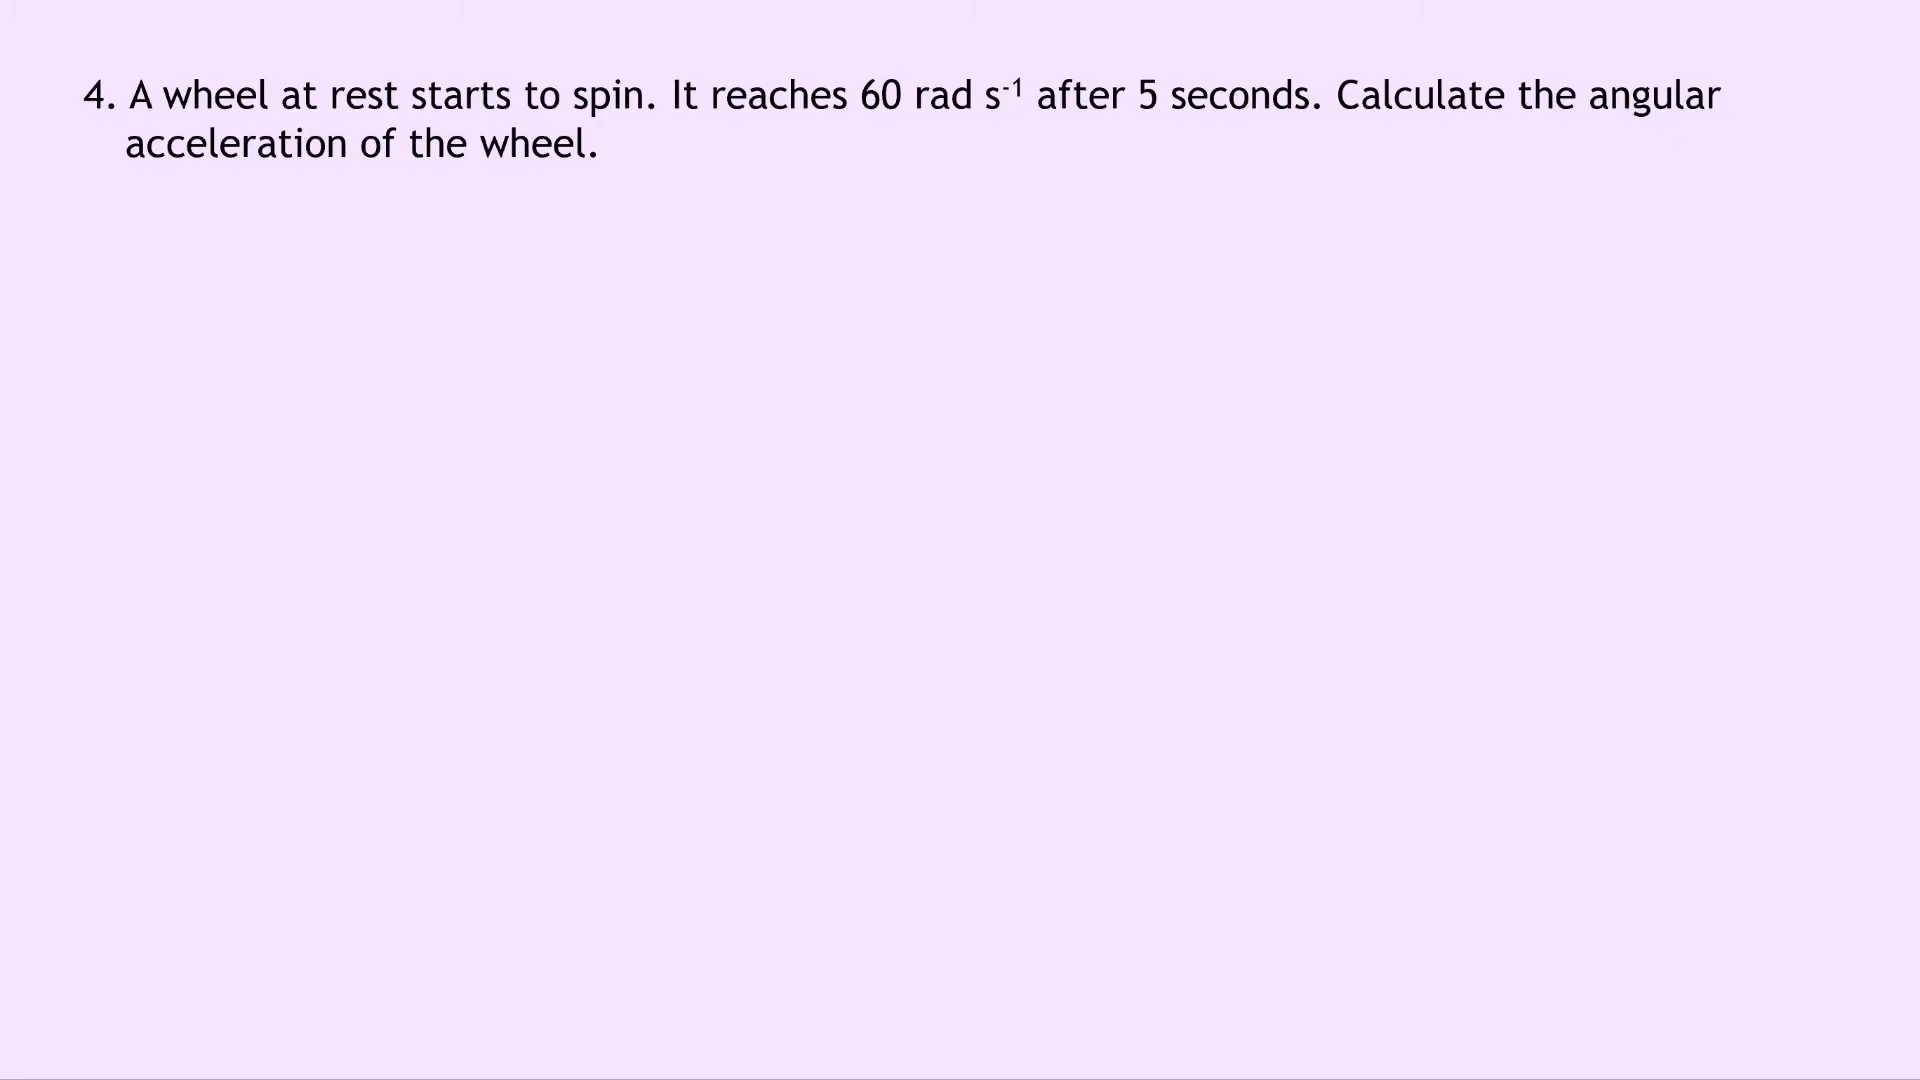 4. A wheel at rest starts to spin. It reaches 60 rad s⁻¹ after 5 seconds. Calculate the angular
acceleration of the wheel.